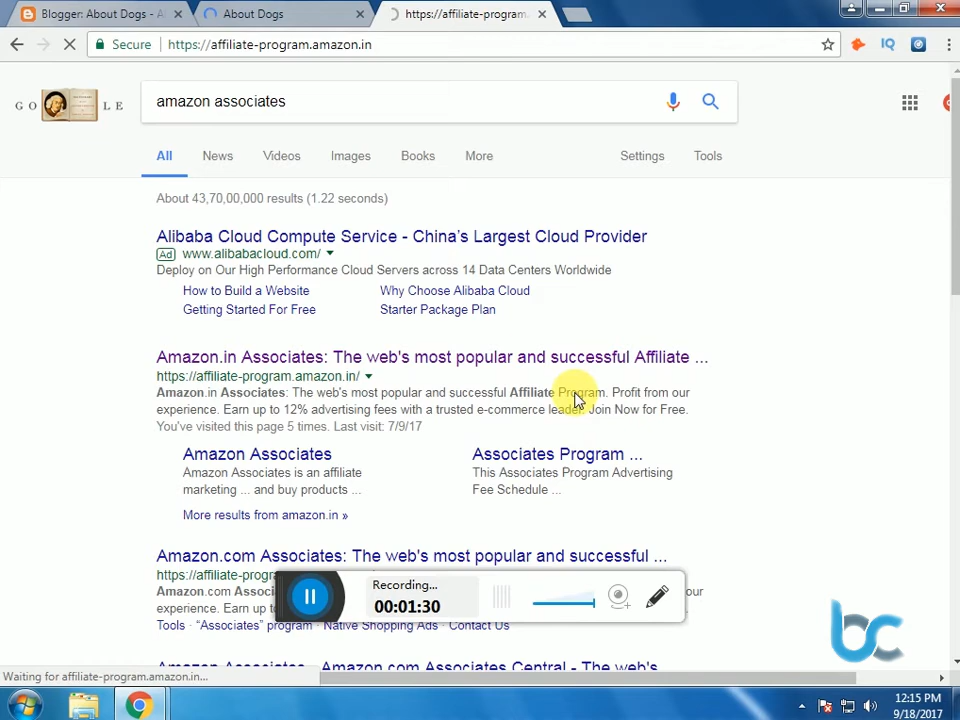 Blogger: About Dogs - A
About Dogs
https://affiliate-program.
Secure
https://affiliate-program.amazon.in
IQ
GO LE
amazon associates
All
News
Videos
Images
Books
More
Settings
Tools
About 43,70,00,000 results (1.22 seconds)
Alibaba Cloud Compute Service - China's Largest Cloud Provider
Ad www.alibabacloud.com/
Deploy on Our High Performance Cloud Servers across 14 Data Centers Worldwide
How to Build a Website
Why Choose Alibaba Cloud
Getting Started For Free
Starter Package Plan
Amazon.in Associates: The web's most popular and successful Affiliate ...
https://affiliate-program.amazon.in/
Amazon.in Associates: The web's most popular and successful Affiliate Program. Profit from our
experience. Earn up to 12% advertising fees with a trusted e-commerce leader. Join Now for Free.
You've visited this page 5 times. Last visit: 7/9/17
Amazon Associates
Associates Program ...
Amazon Associates is an affiliate
marketing ... and buy products ...
This Associates Program Advertising
Fee Schedule ...
More results from amazon.in »
Amazon.com Associates: The web's most popular and successful ...
https://affiliate-progr
Amazon.com Assoc
our
experience. Earn up to
Recording...
00:01:30
Tools · "Associates" program · Native Shopping Ads · Contact Us
bc
Amazon Associates
Amazon.com Associates Central - The web's
Waiting for affiliate-program.amazon.in...
12:15 PM
9/18/2017